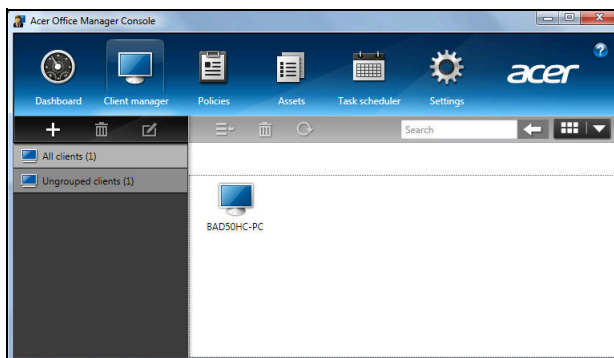 Acer Office Manager Console
acer
Dashboard Client manager Policies Assets Task scheduler Settings
Search
All clients (1)
Ungrouped clients (1)
BAD50HC-PC